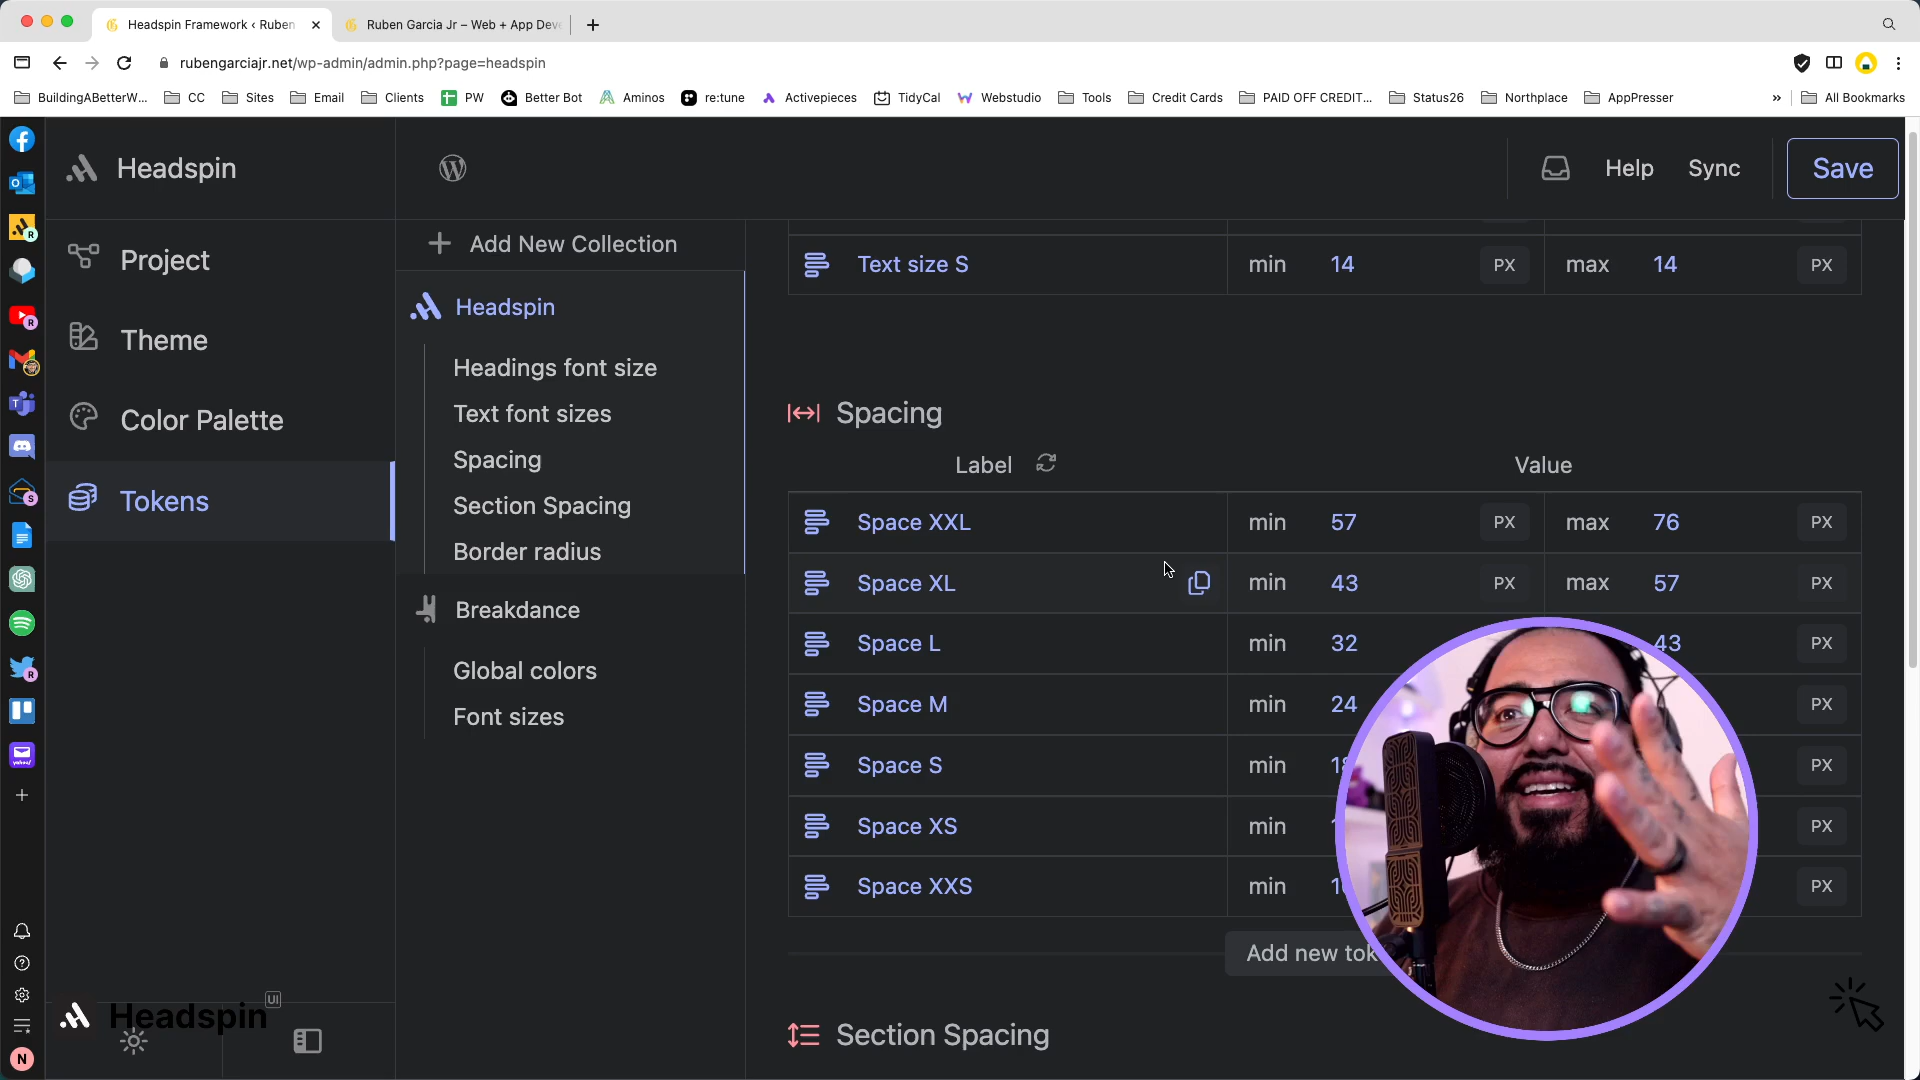 Headspin Framework ‹ Ruben
Ruben Garcia Jr – Web + App Dev
rubengarciajr.net/wp-admin/admin.php?page=headspin
BuildingABetterW... CC Sites Email Clients PW Better Bot Aminos re:tune Activepieces TidyCal Webstudio Tools Credit Cards PAID OFF CREDIT... Status26 Northplace AppPresser » All Bookmarks
Headspin
Help Sync Save
Project
Theme
Color Palette
Tokens
Add New Collection
Headspin
Headings font size
Text font sizes
Spacing
Section Spacing
Border radius
Breakdance
Global colors
Font sizes
Text size S min 14 PX max 14 PX
Spacing
Label Value
Space XXL min 57 PX max 76 PX
Space XL min 43 PX max 57 PX
Space L min 32 43 PX
Space M min 24 PX
Space S min PX
Space XS min PX
Space XXS min PX
Add new
Section Spacing
Headspin UI
N